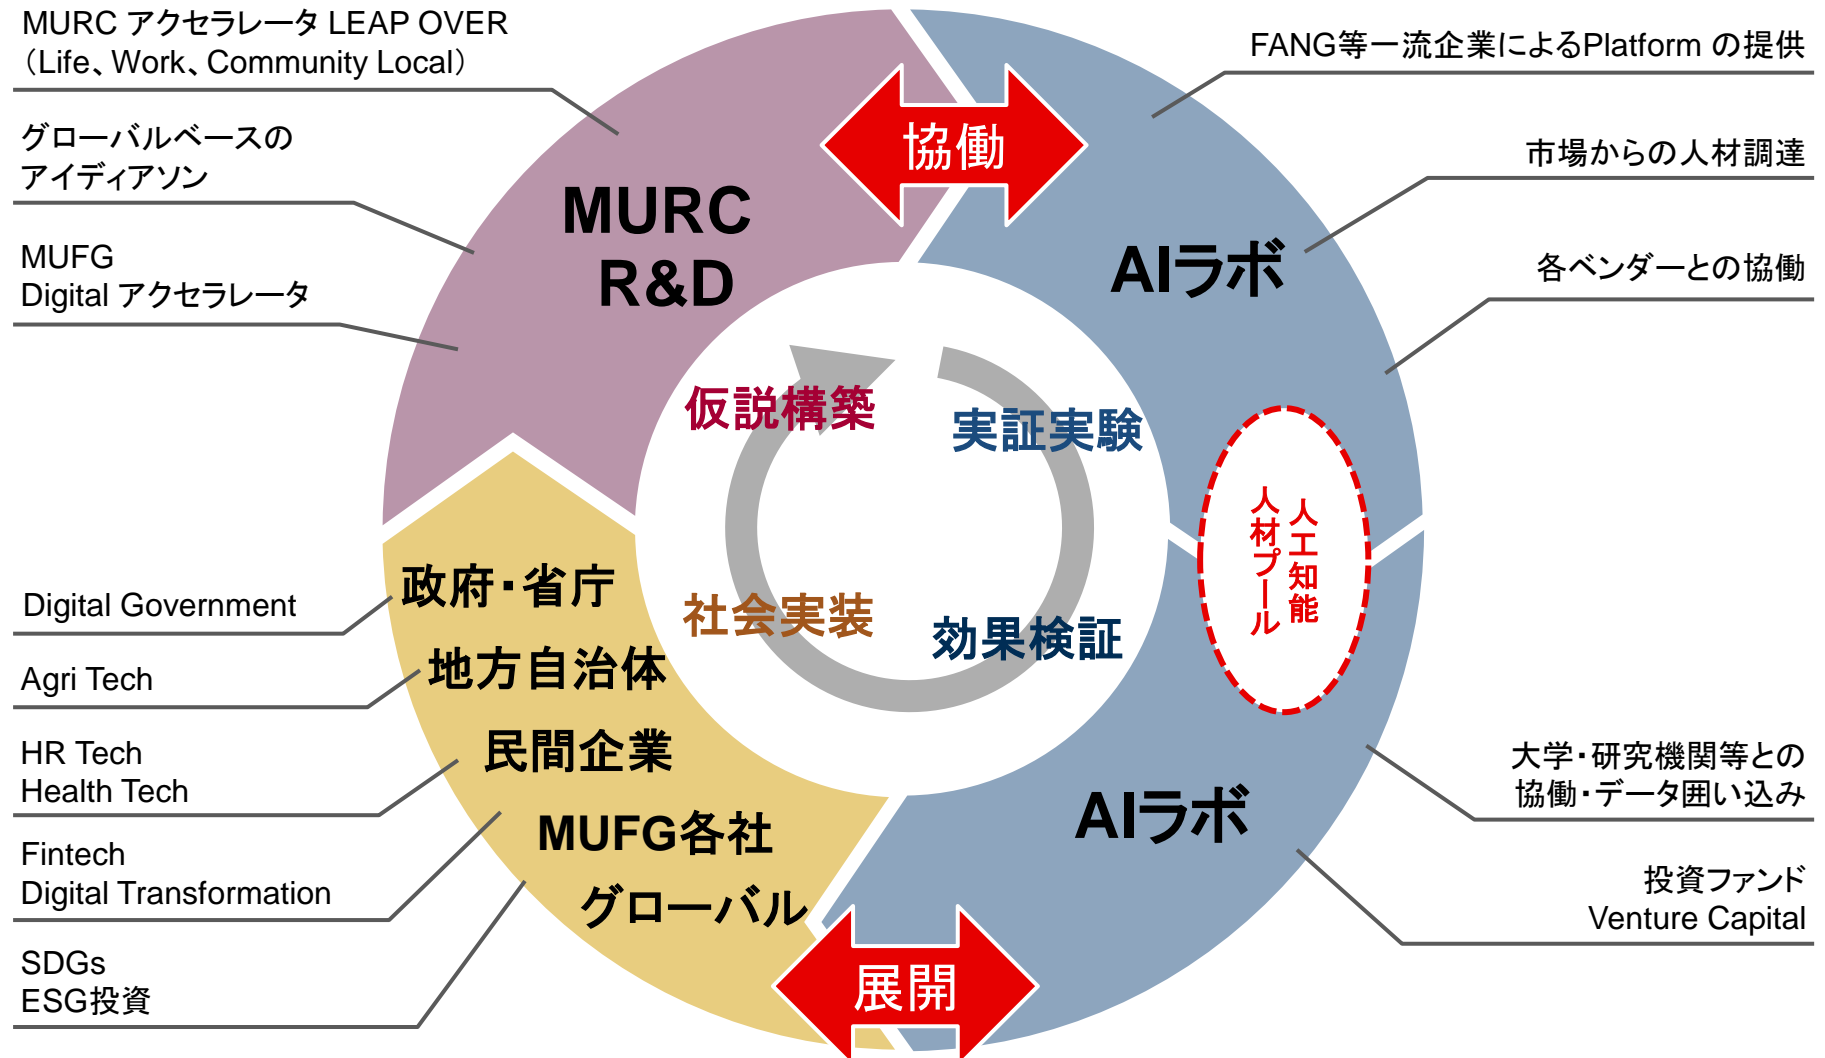 MURC アクセラレータ LEAP OVER
（Life、Work、Community Local）
グローバルベースの
アイディアソン
MUFG
Digital アクセラレータ
FANG等一流企業によるPlatform の提供
市場からの人材調達
各ベンダーとの協働
協働
MURC
R&D
AIラボ
仮説構築
実証実験
社会実装
効果検証
人工知能
人材プール
政府・省庁
地方自治体
民間企業
MUFG各社
グローバル
AIラボ
展開
Digital Government
Agri Tech
HR Tech
Health Tech
Fintech
Digital Transformation
SDGs
ESG投資
大学・研究機関等との
協働・データ囲い込み
投資ファンド
Venture Capital